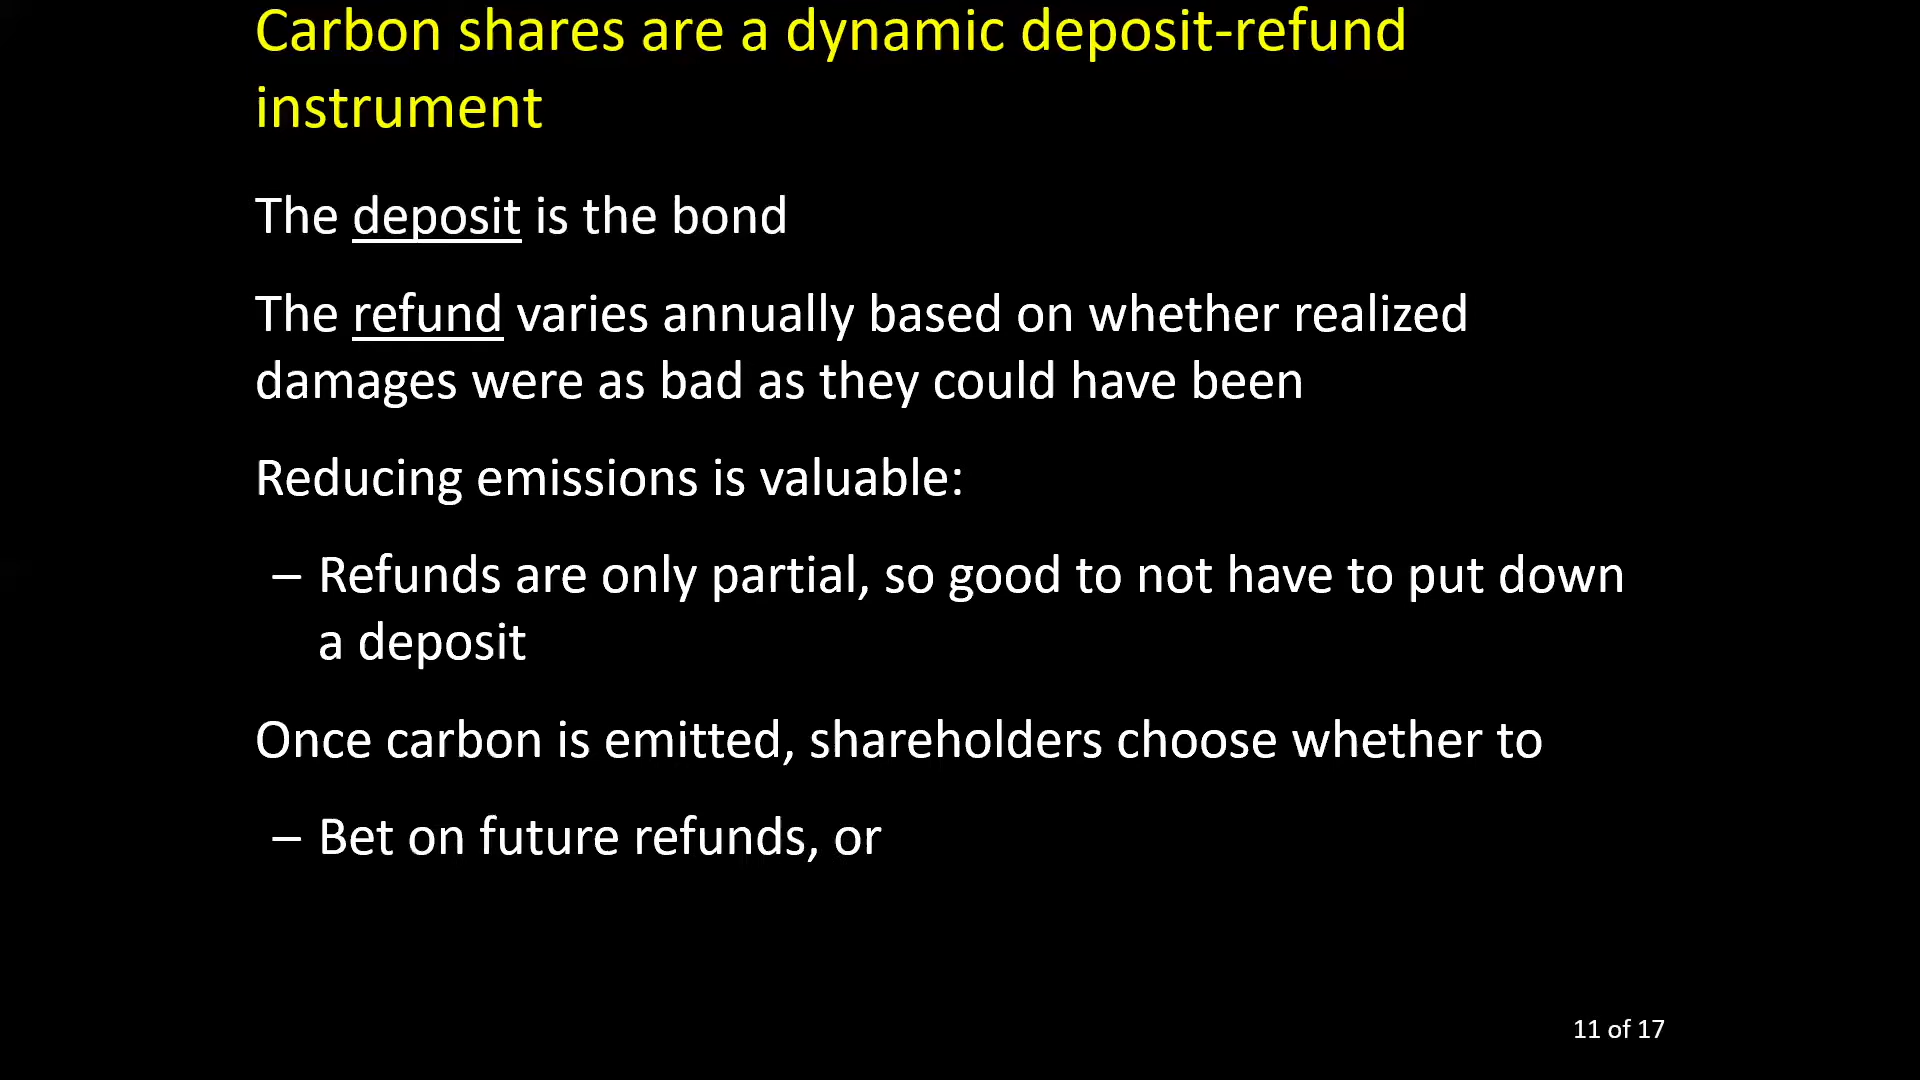 Carbon shares are a dynamic deposit-refund
instrument
The deposit is the bond
The refund varies annually based on whether realized
damages were as bad as they could have been
Reducing emissions is valuable:
– Refunds are only partial, so good to not have to put down
a deposit
Once carbon is emitted, shareholders choose whether to
– Bet on future refunds, or
11 of 17